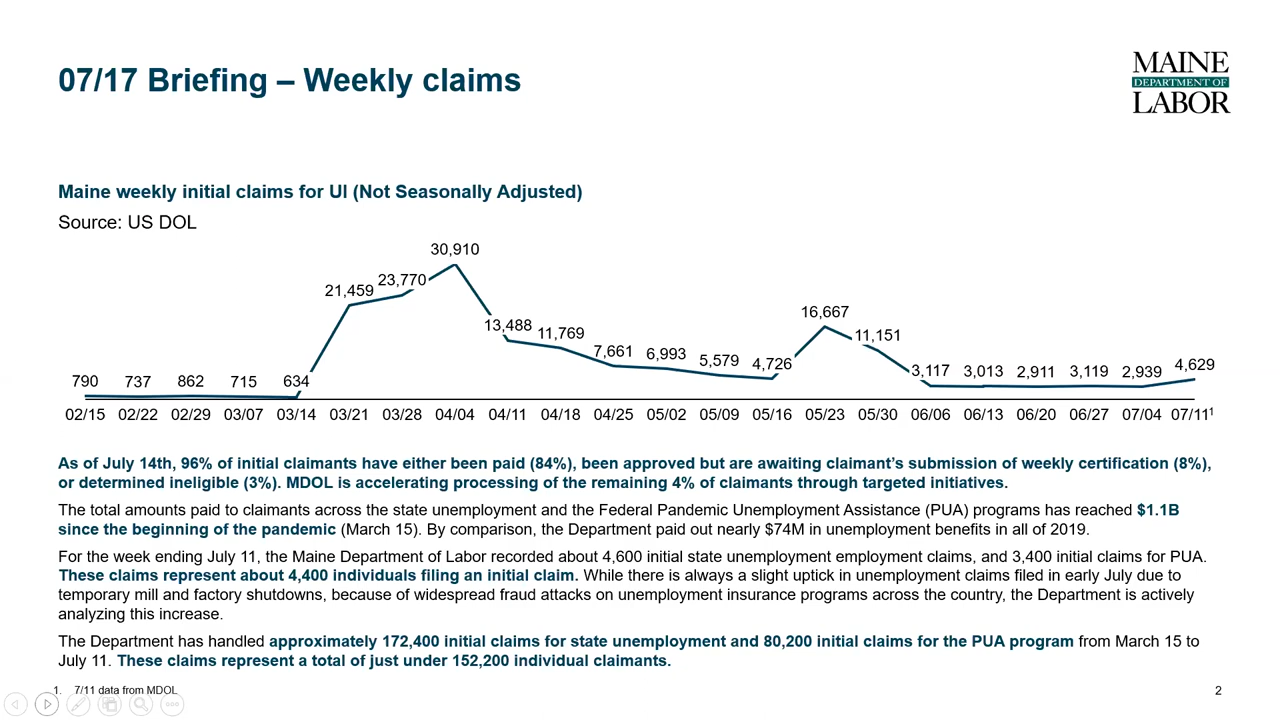 07/17 Briefing – Weekly claims
MAINE
DEPARTMENT OF
LABOR
Maine weekly initial claims for UI (Not Seasonally Adjusted)
Source: US DOL
30,910
23,770
21,459
16,667
13,488
11,769
11,151
7,661
6,993
5,579
4,726
3,117
3,013
2,911
3,119
2,939
4,629
790
737
862
715
634
02/15 02/22 02/29 03/07 03/14 03/21 03/28 04/04 04/11 04/18 04/25 05/02 05/09 05/16 05/23 05/30 06/06 06/13 06/20 06/27 07/04 07/11¹
As of July 14th, 96% of initial claimants have either been paid (84%), been approved but are awaiting claimant’s submission of weekly certification (8%),
or determined ineligible (3%). MDOL is accelerating processing of the remaining 4% of claimants through targeted initiatives.
The total amounts paid to claimants across the state unemployment and the Federal Pandemic Unemployment Assistance (PUA) programs has reached $1.1B
since the beginning of the pandemic (March 15). By comparison, the Department paid out nearly $74M in unemployment benefits in all of 2019.
For the week ending July 11, the Maine Department of Labor recorded about 4,600 initial state unemployment employment claims, and 3,400 initial claims for PUA.
These claims represent about 4,400 individuals filing an initial claim. While there is always a slight uptick in unemployment claims filed in early July due to
temporary mill and factory shutdowns, because of widespread fraud attacks on unemployment insurance programs across the country, the Department is actively
analyzing this increase.
The Department has handled approximately 172,400 initial claims for state unemployment and 80,200 initial claims for the PUA program from March 15 to
July 11. These claims represent a total of just under 152,200 individual claimants.
1. 7/11 data from MDOL
2